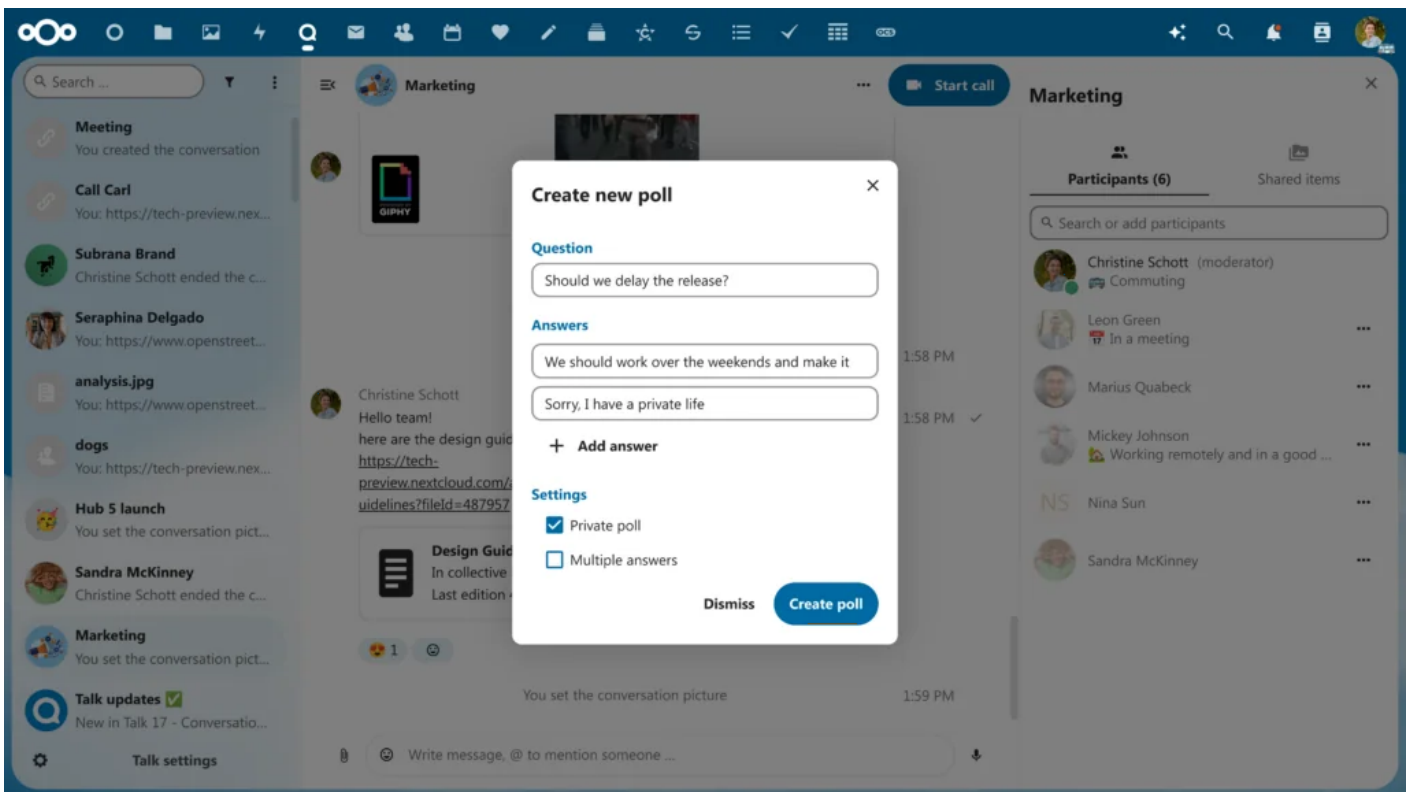 Search ...
Meeting
You created the conversation
Call Carl
You: https://tech-preview.nex...
Subrana Brand
Christine Schott ended the c...
Seraphina Delgado
You: https://www.openstreet...
analysis.jpg
You: https://www.openstreet...
dogs
You: https://tech-preview.nex...
Hub 5 launch
You set the conversation pict...
Sandra McKinney
Christine Schott ended the c...
Marketing
You set the conversation pict...
Talk updates ✅
New in Talk 17 - Conversatio...
Talk settings
Marketing
Start call
GIPHY
1:58 PM
Christine Schott
Hello team!
1:58 PM
here are the design guid
https://tech-
preview.nextcloud.com/
uidelines?fileId=487957
Design Guid
In collective
Last edition
😍 1
You set the conversation picture
1:59 PM
Write message, @ to mention someone ...
Create new poll
Question
Should we delay the release?
Answers
We should work over the weekends and make it
Sorry, I have a private life
+ Add answer
Settings
Private poll
Multiple answers
Dismiss
Create poll
Marketing
Participants (6)
Shared items
Search or add participants
Christine Schott (moderator)
🚌 Commuting
Leon Green
📅 In a meeting
Marius Quabeck
Mickey Johnson
🏡 Working remotely and in a good ...
NS
Nina Sun
Sandra McKinney